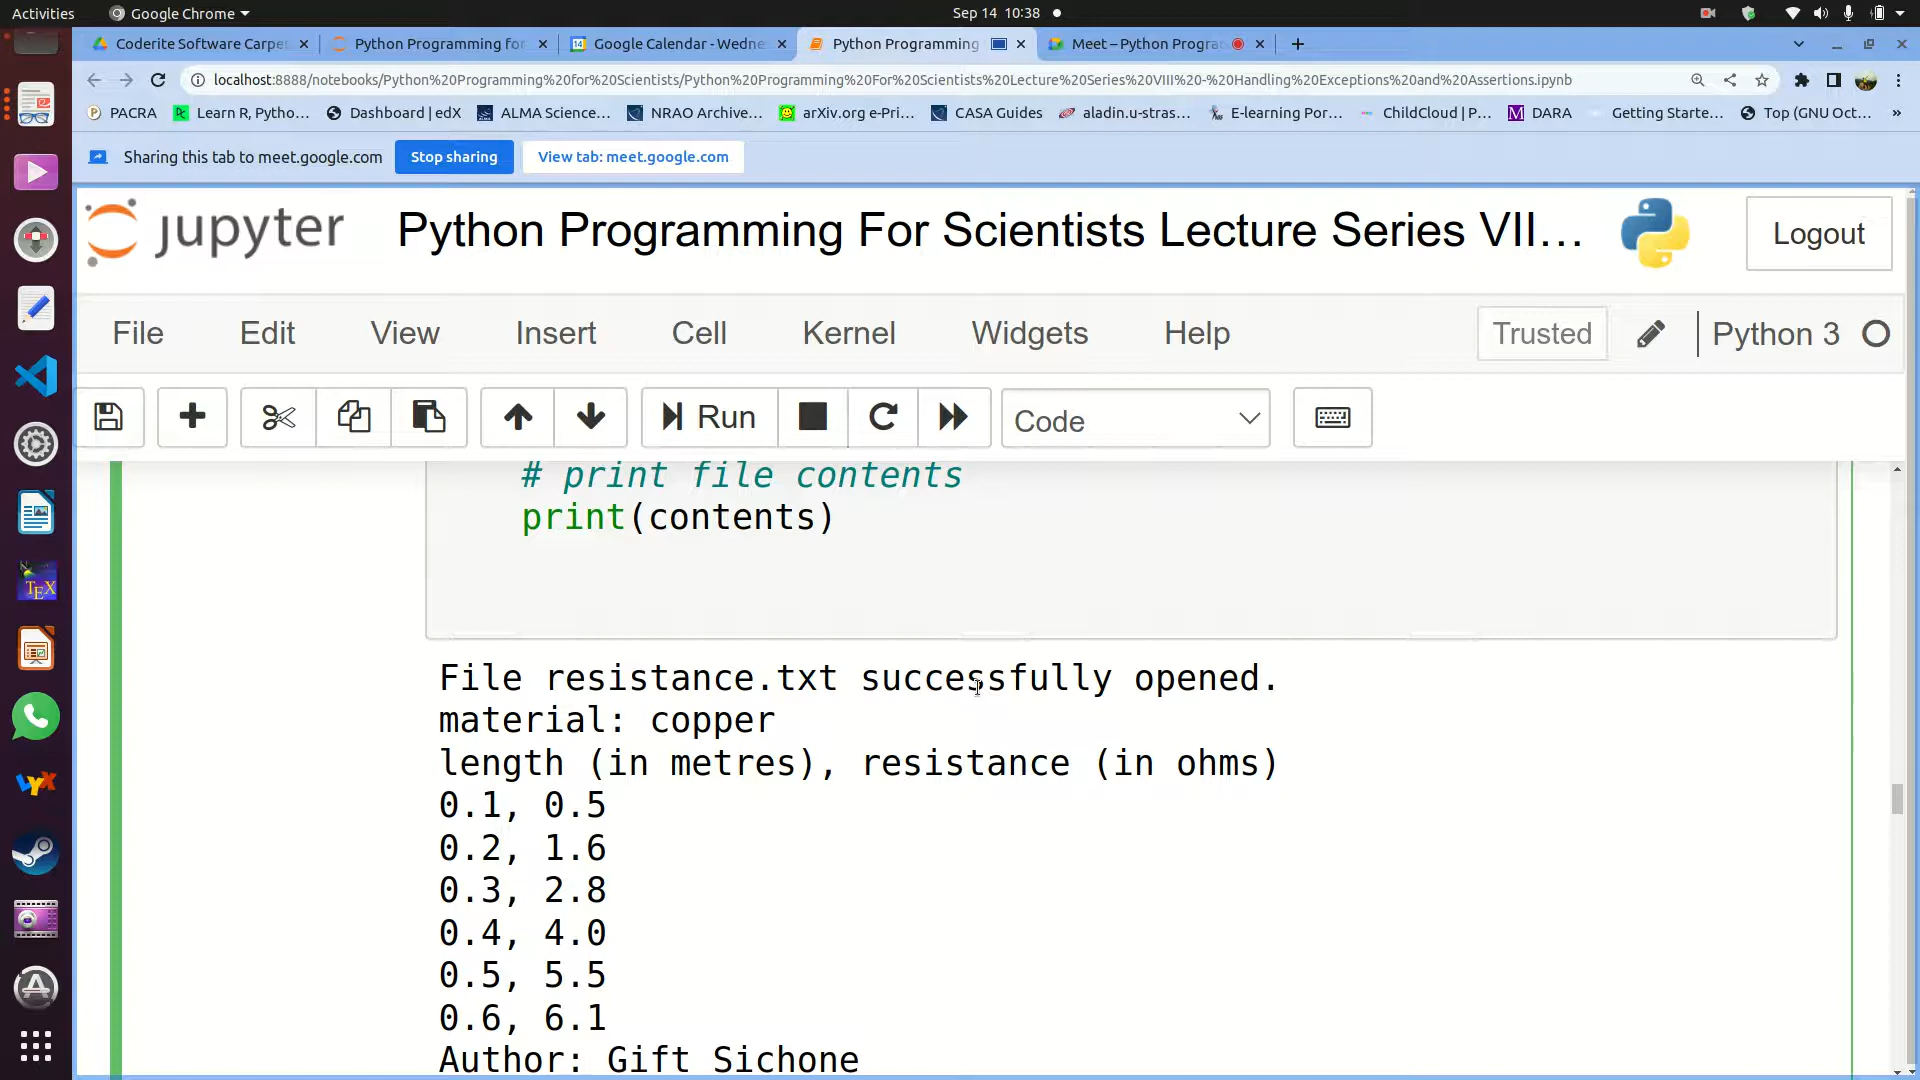 Activities
Google Chrome
Sep 14 10:38
Coderite Software Carpe
Python Programming for
Google Calendar - Wedne
Python Programming
Meet – Python Progra
localhost:8888/notebooks/Python%20Programming%20for%20Scientists/Python%20Programming%20For%20Scientists%20Lecture%20Series%20VIII%20-%20Handling%20Exceptions%20and%20Assertions.ipynb
PACRA
Learn R, Pytho...
Dashboard | edX
ALMA Science...
NRAO Archive...
arXiv.org e-Pri...
CASA Guides
aladin.u-stras...
E-learning Por...
ChildCloud | P...
DARA
Getting Starte...
Top (GNU Oct...
»
Sharing this tab to meet.google.com
Stop sharing
View tab: meet.google.com
jupyter
Python Programming For Scientists Lecture Series VII...
Logout
File
Edit
View
Insert
Cell
Kernel
Widgets
Help
Trusted
Python 3
Run
Code
# print file contents
print(contents)
File resistance.txt successfully opened.
material: copper
length (in metres), resistance (in ohms)
0.1, 0.5
0.2, 1.6
0.3, 2.8
0.4, 4.0
0.5, 5.5
0.6, 6.1
Author: Gift Sichone
TEX
LYX